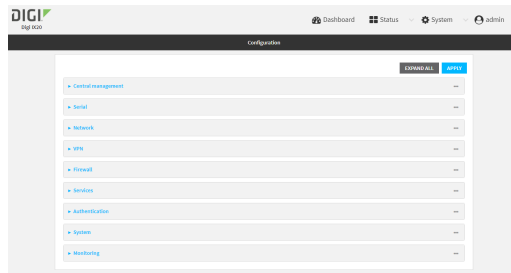 DIGI
Digi IX20
Dashboard Status System admin
Configuration
EXPAND ALL APPLY
Central management
Serial
Network
VPN
Firewall
Services
Authentication
System
Monitoring